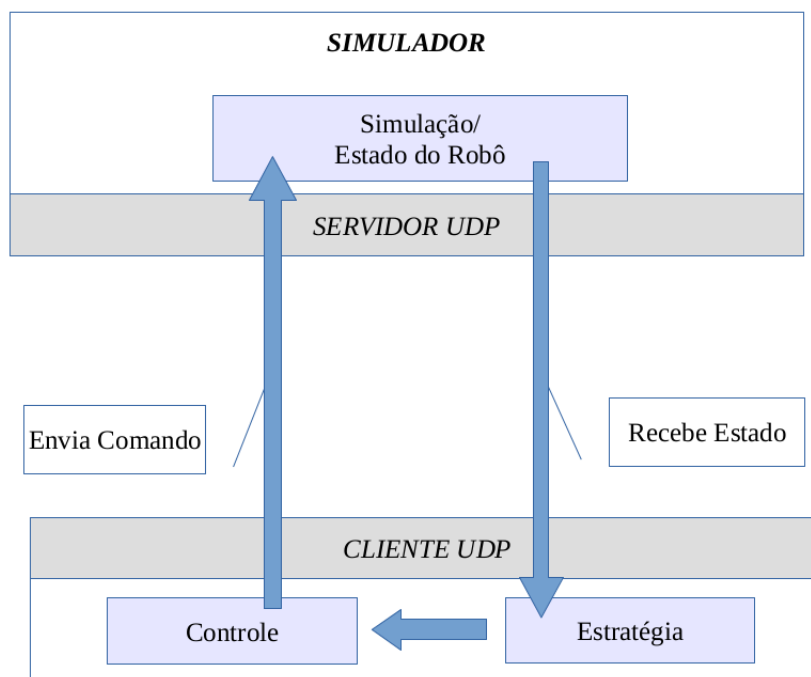 SIMULADOR
Simulação/
Estado do Robô
SERVIDOR UDP
Envia Comando
Recebe Estado
CLIENTE UDP
Controle
Estratégia